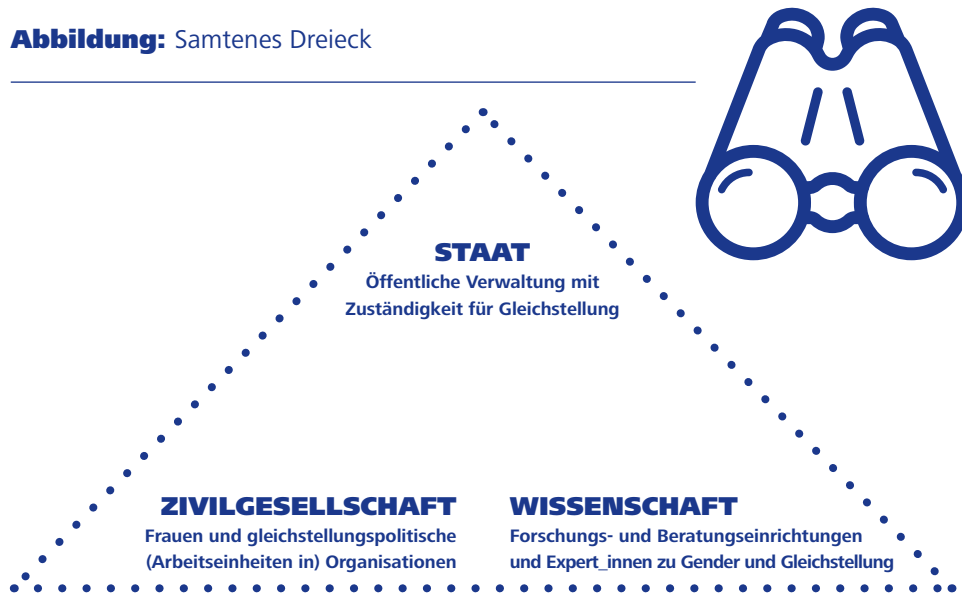 Abbildung: Samtenes Dreieck
STAAT
Öffentliche Verwaltung mit
Zuständigkeit für Gleichstellung
ZIVILGESELLSCHAFT
Frauen und gleichstellungspolitische
(Arbeitseinheiten in) Organisationen
WISSENSCHAFT
Forschungs- und Beratungseinrichtungen
und Expert_innen zu Gender und Gleichstellung